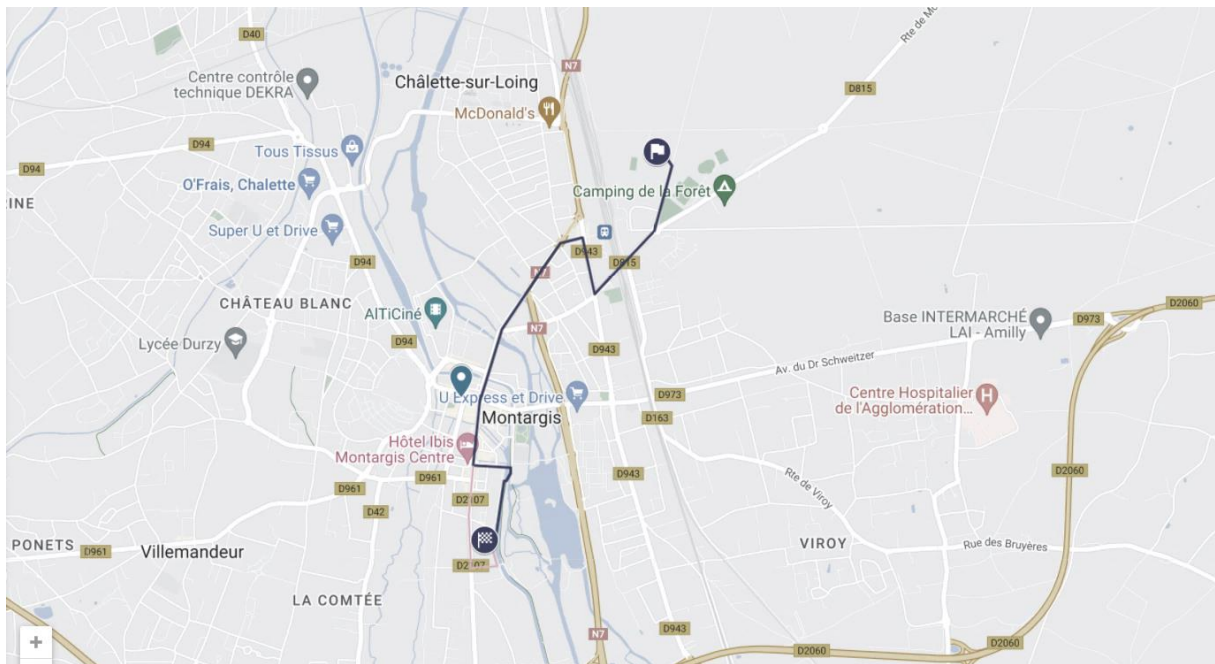 D40
N7
Rte de Mo
Châlette-sur-Loing
Centre contrôle
technique DEKRA
McDonald's
D815
D94
D94
Tous Tissus
O'Frais, Chalette
Camping de la Forêt
RINE
Super U et Drive
D943
D815
D94
N7
CHÂTEAU BLANC
D2060
AlTiCiné
Base INTERMARCHÉ
LAI - Amilly
D973
N7
Lycée Durzy
D94
D943
Av. du Dr Schweitzer
U Express et Drive
D973
Centre Hospitalier
de l'Agglomération...
H
Montargis
D163
Hôtel Ibis
Montargis Centre
D961
D961
D943
D2060
Rte de Viroy
D2107
D42
PONETS
D961
Villemandeur
VIROY
Rue des Bruyères
D2107
LA COMTÉE
N7
D943
D2060
D2060
+